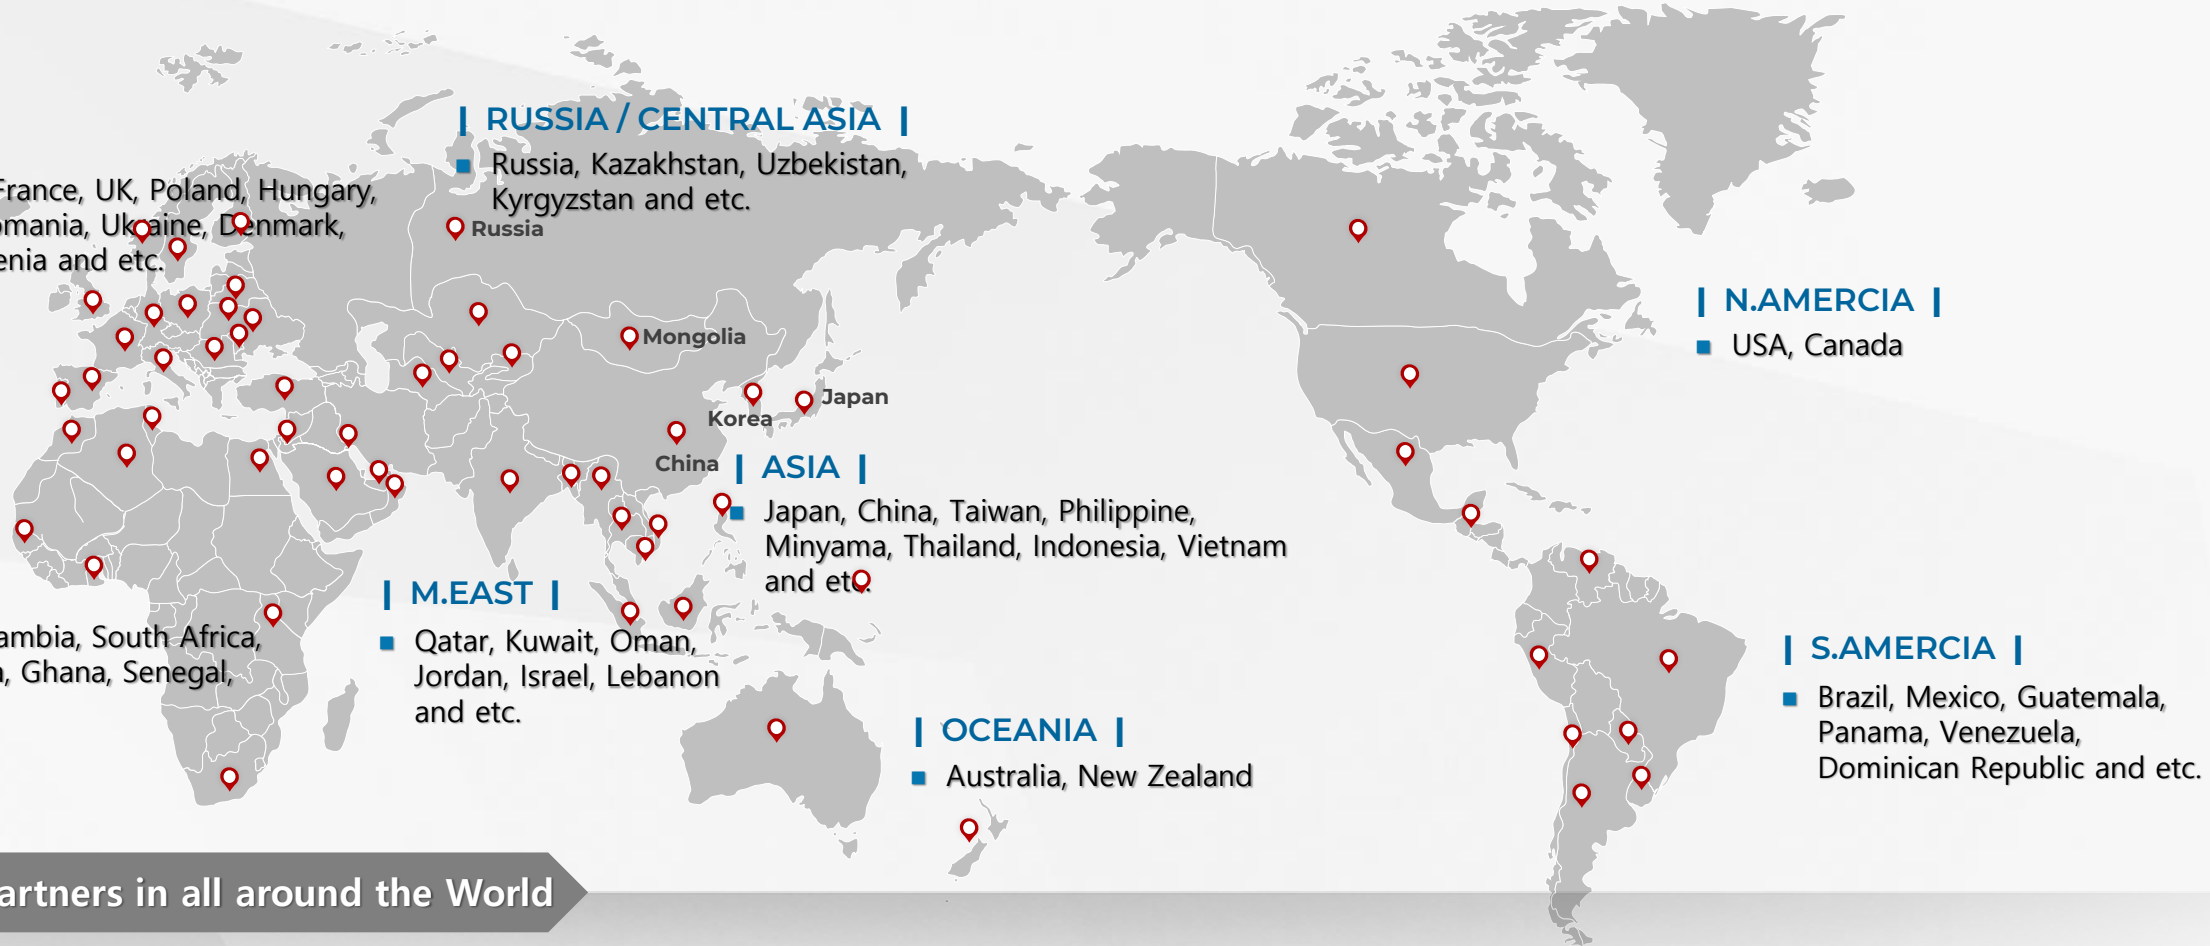 | RUSSIA / CENTRAL ASIA |
Russia, Kazakhstan, Uzbekistan,
Kyrgyzstan and etc.
France, UK, Poland, Hungary,
omania, Ukraine, Denmark,
enia and etc.
Russia
Mongolia
Japan
Korea
China
| N.AMERCIA |
USA, Canada
| ASIA |
Japan, China, Taiwan, Philippine,
Minyama, Thailand, Indonesia, Vietnam
and etc.
| M.EAST |
Qatar, Kuwait, Oman,
Jordan, Israel, Lebanon
and etc.
ambia, South Africa,
, Ghana, Senegal,
| S.AMERCIA |
Brazil, Mexico, Guatemala,
Panama, Venezuela,
Dominican Republic and etc.
| OCEANIA |
Australia, New Zealand
artners in all around the World